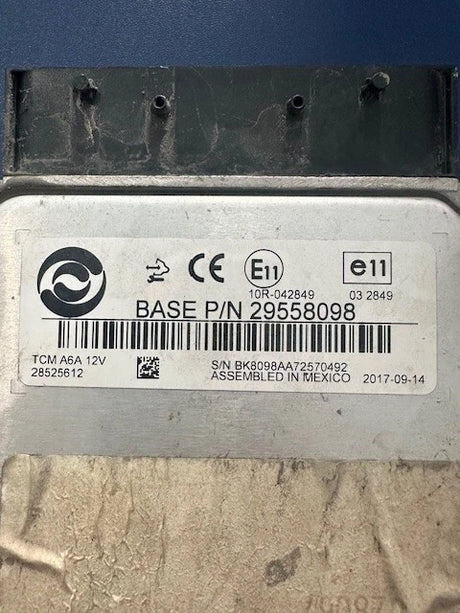 CE E11 e11
10R-042849 03 2849
BASE P/N 29558098
TCM A6A 12V S/N BK8098AA72570492
28525612 ASSEMBLED IN MEXICO 2017-09-14